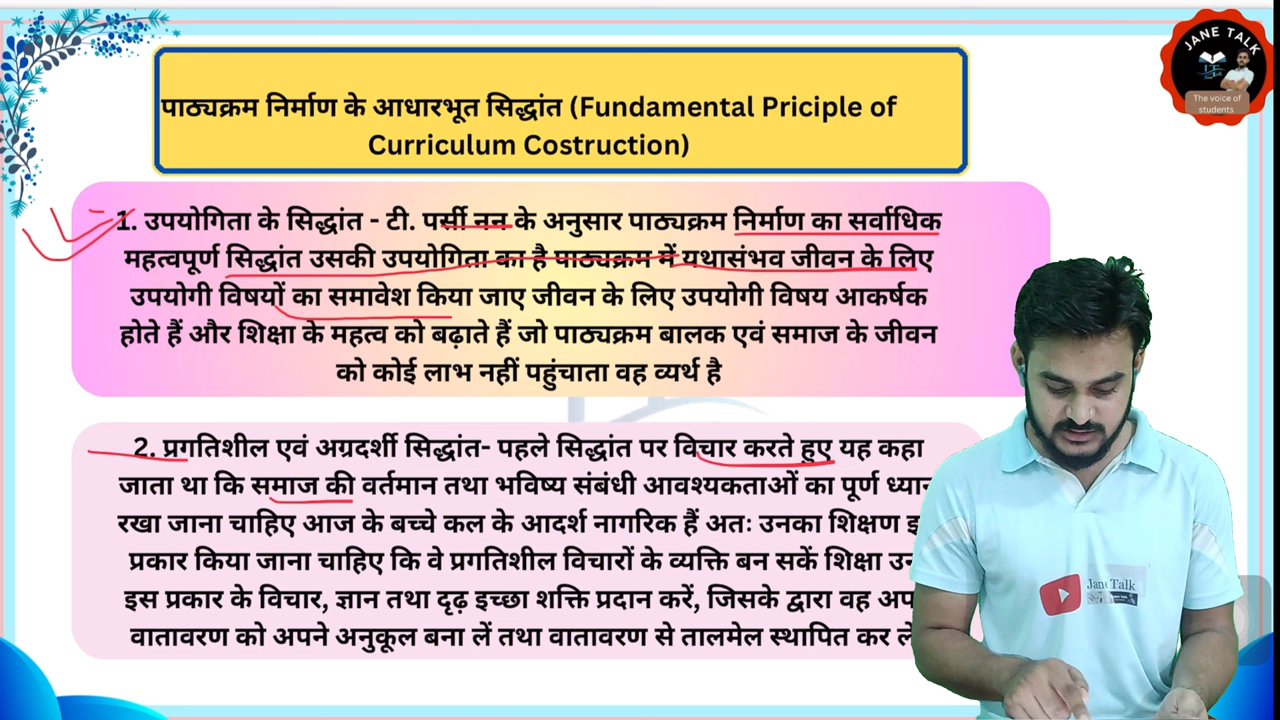 JANE TALK
The voice of
students
पाठ्यक्रम निर्माण के आधारभूत सिद्धांत (Fundamental Priciple of
Curriculum Costruction)
1. उपयोगिता के सिद्धांत - टी. पर्सी नन के अनुसार पाठ्यक्रम निर्माण का सर्वाधिक
महत्वपूर्ण सिद्धांत उसकी उपयोगिता का है पाठ्यक्रम में यथासंभव जीवन के लिए
उपयोगी विषयों का समावेश किया जाए जीवन के लिए उपयोगी विषय आकर्षक
होते हैं और शिक्षा के महत्व को बढ़ाते हैं जो पाठ्यक्रम बालक एवं समाज के जीवन
को कोई लाभ नहीं पहुंचाता वह व्यर्थ है
2. प्रगतिशील एवं अग्रदर्शी सिद्धांत- पहले सिद्धांत पर विचार करते हुए यह कहा
जाता था कि समाज की वर्तमान तथा भविष्य संबंधी आवश्यकताओं का पूर्ण
रखा जाना चाहिए आज के बच्चे कल के आदर्श नागरिक हैं अतः उनका शिक्षण
प्रकार किया जाना चाहिए कि वे प्रगतिशील विचारों के व्यक्ति बन सकें शिक्षा
इस प्रकार के विचार, ज्ञान तथा दृढ़ इच्छा शक्ति प्रदान करें, जिसके द्वारा वह
वातावरण को अपने अनुकूल बना लें तथा वातावरण से तालमेल स्थापित कर
Jane Talk